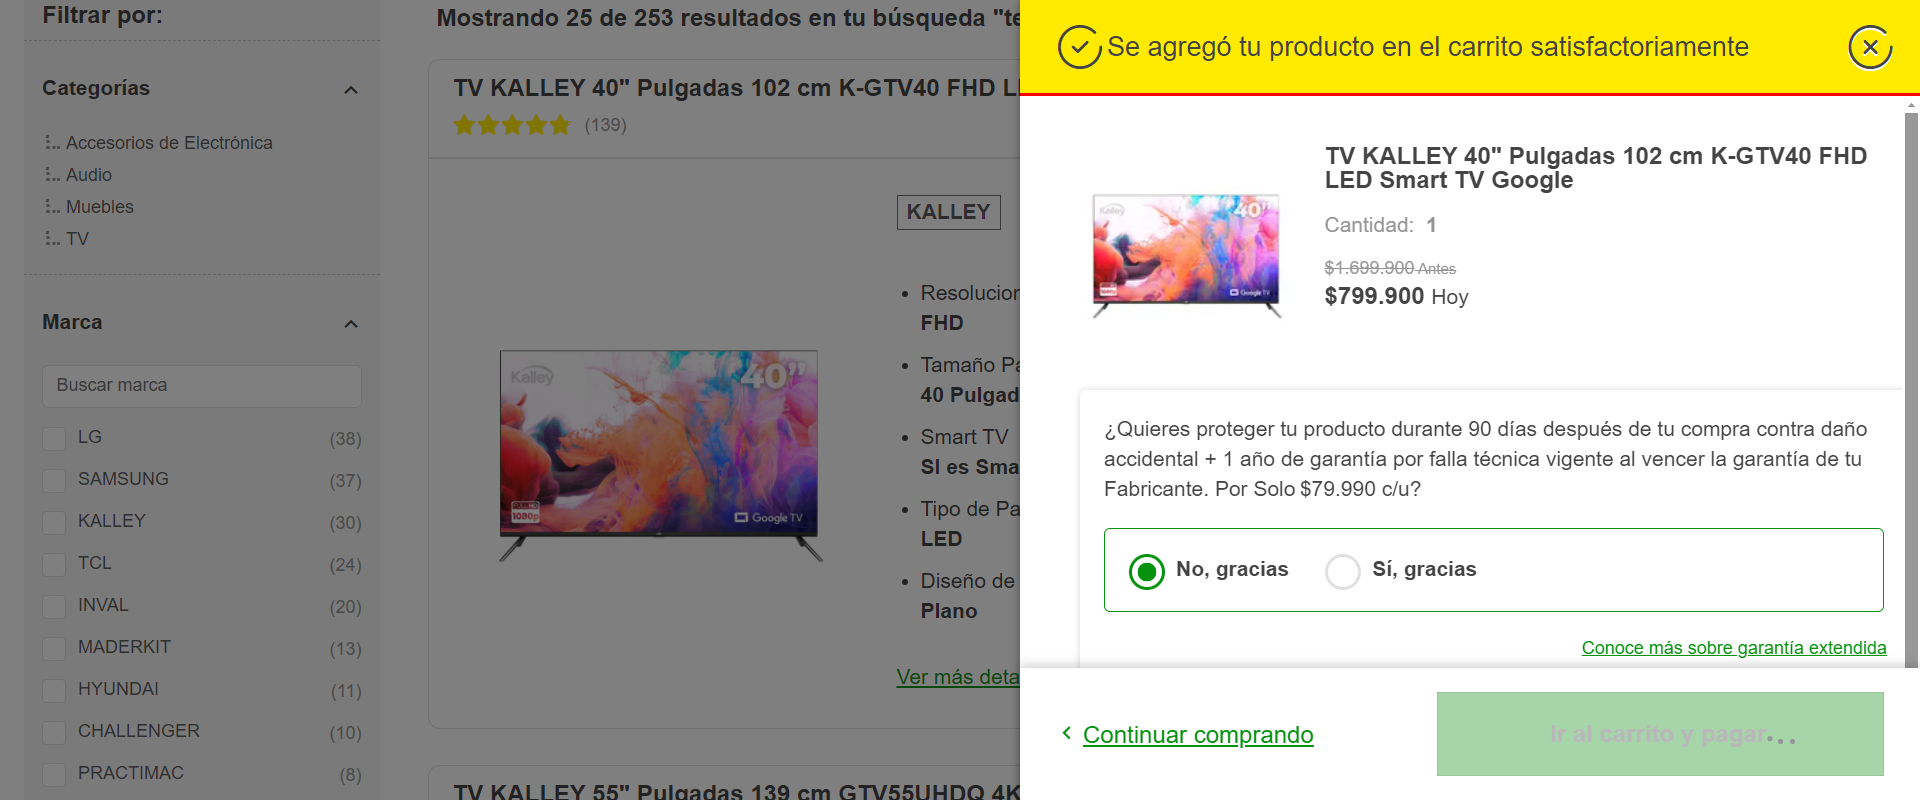 Filtrar por:
Categorías
Accesorios de Electrónica
Audio
Muebles
TV
Marca
Buscar marca
LG (38)
SAMSUNG (37)
KALLEY (30)
TCL (24)
INVAL (20)
MADERKIT (13)
HYUNDAI (11)
CHALLENGER (10)
PRACTIMAC (8)
Mostrando 25 de 253 resultados en tu búsqueda "te
TV KALLEY 40" Pulgadas 102 cm K-GTV40 FHD L
(139)
KALLEY
Kalley
40”
FULL HD
1080p
Google TV
Resolucion
FHD
Tamaño Pa
40 Pulgad
Smart TV
SI es Sma
Tipo de Pa
LED
Diseño de
Plano
Ver más deta
TV KALLEY 55" Pulgadas 139 cm GTV55UHDQ 4K
Se agregó tu producto en el carrito satisfactoriamente
Kalley
40”
1080p
Google TV
TV KALLEY 40" Pulgadas 102 cm K-GTV40 FHD
LED Smart TV Google
Cantidad: 1
$1.699.900 Antes
$799.900 Hoy
¿Quieres proteger tu producto durante 90 días después de tu compra contra daño
accidental + 1 año de garantía por falla técnica vigente al vencer la garantía de tu
Fabricante. Por Solo $79.990 c/u?
No, gracias
Sí, gracias
Conoce más sobre garantía extendida
Continuar comprando
Ir al carrito y pagar...